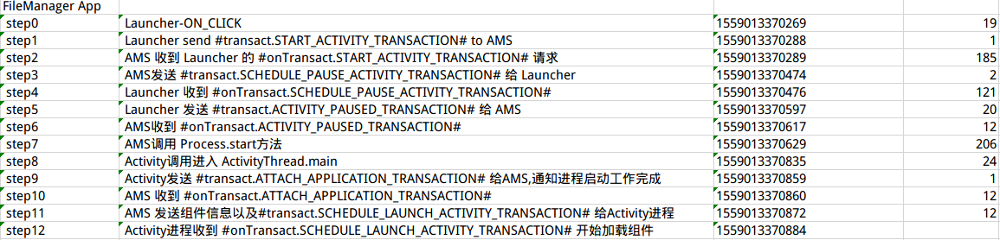 FileManager App
step0 Launcher-ON_CLICK 1559013370269 19
step1 Launcher send #transact.START_ACTIVITY_TRANSACTION# to AMS 1559013370288 1
step2 AMS 收到 Launcher 的 #onTransact.START_ACTIVITY_TRANSACTION# 请求 1559013370289 185
step3 AMS发送 #transact.SCHEDULE_PAUSE_ACTIVITY_TRANSACTION# 给 Launcher 1559013370474 2
step4 Launcher 收到 #onTransact.SCHEDULE_PAUSE_ACTIVITY_TRANSACTION# 1559013370476 121
step5 Launcher 发送 #transact.ACTIVITY_PAUSED_TRANSACTION# 给 AMS 1559013370597 20
step6 AMS收到 #onTransact.ACTIVITY_PAUSED_TRANSACTION# 1559013370617 12
step7 AMS调用 Process.start方法 1559013370629 206
step8 Activity调用进入 ActivityThread.main 1559013370835 24
step9 Activity发送 #transact.ATTACH_APPLICATION_TRANSACTION# 给AMS,通知进程启动工作完成 1559013370859 1
step10 AMS 收到 #onTransact.ATTACH_APPLICATION_TRANSACTION# 1559013370860 12
step11 AMS 发送组件信息以及#transact.SCHEDULE_LAUNCH_ACTIVITY_TRANSACTION# 给Activity进程 1559013370872 12
step12 Activity进程收到 #onTransact.SCHEDULE_LAUNCH_ACTIVITY_TRANSACTION# 开始加载组件 1559013370884